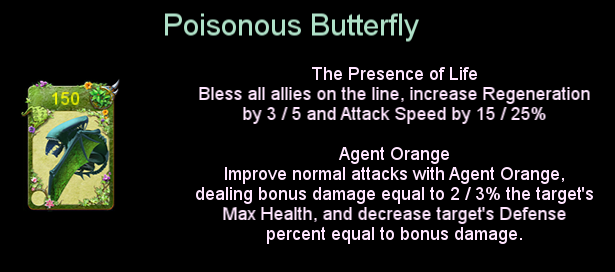 Poisonous Butterfly
150
The Presence of Life
Bless all allies on the line, increase Regeneration
by 3 / 5 and Attack Speed by 15 / 25%
Agent Orange
Improve normal attacks with Agent Orange,
dealing bonus damage equal to 2 / 3% the target's
Max Health, and decrease target's Defense
percent equal to bonus damage.